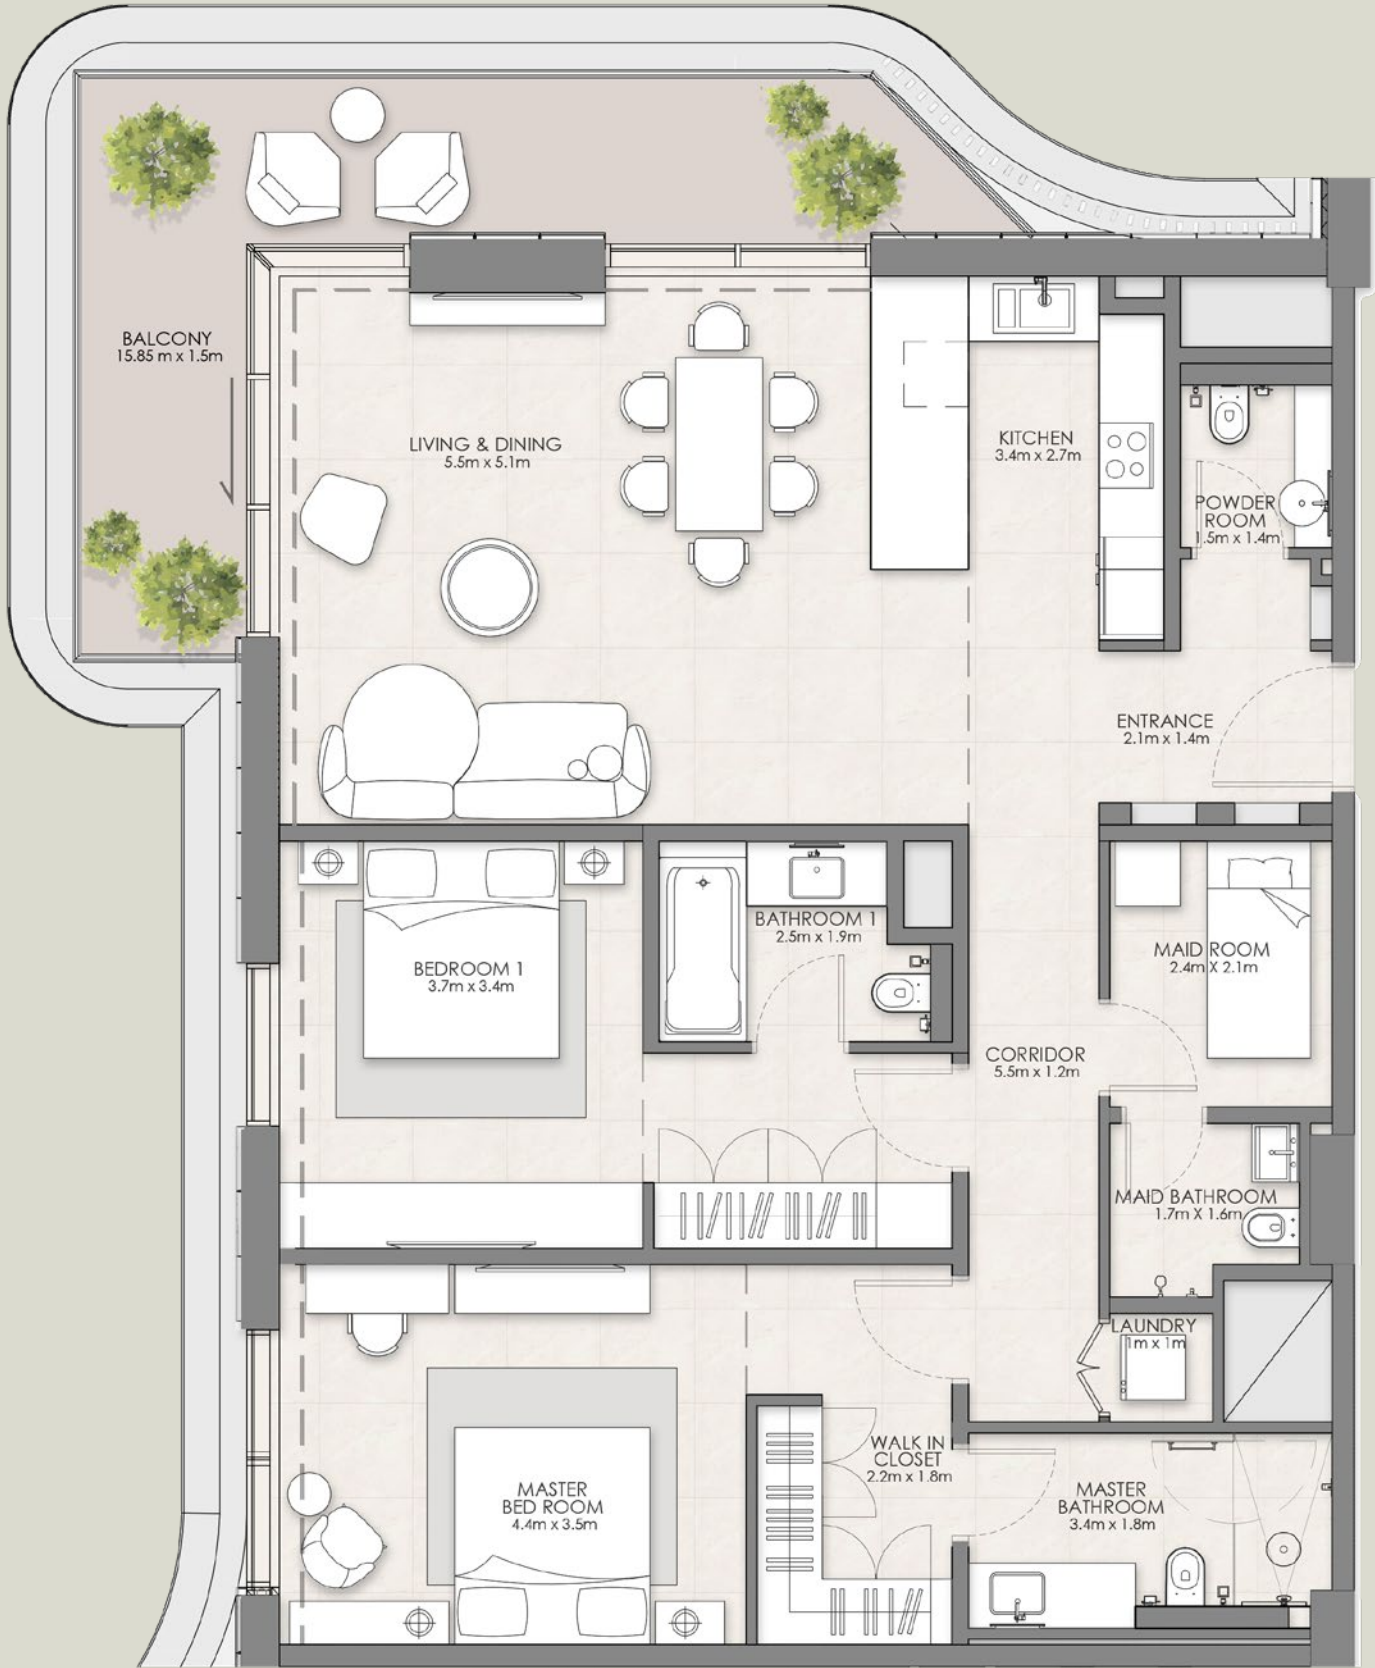 BALCONY
15.85 m x 1.5m
LIVING & DINING
5.5m x 5.1m
KITCHEN
3.4m x 2.7m
POWDER
ROOM
1.5m x 1.4m
ENTRANCE
2.1m x 1.4m
BATHROOM 1
2.5m x 1.9m
BEDROOM 1
3.7m x 3.4m
MAID ROOM
2.4m X 2.1m
CORRIDOR
5.5m x 1.2m
MAID BATHROOM
1.7m X 1.6m
LAUNDRY
1m x 1m
WALK IN
CLOSET
2.2m x 1.8m
MASTER
BED ROOM
4.4m x 3.5m
MASTER
BATHROOM
3.4m x 1.8m